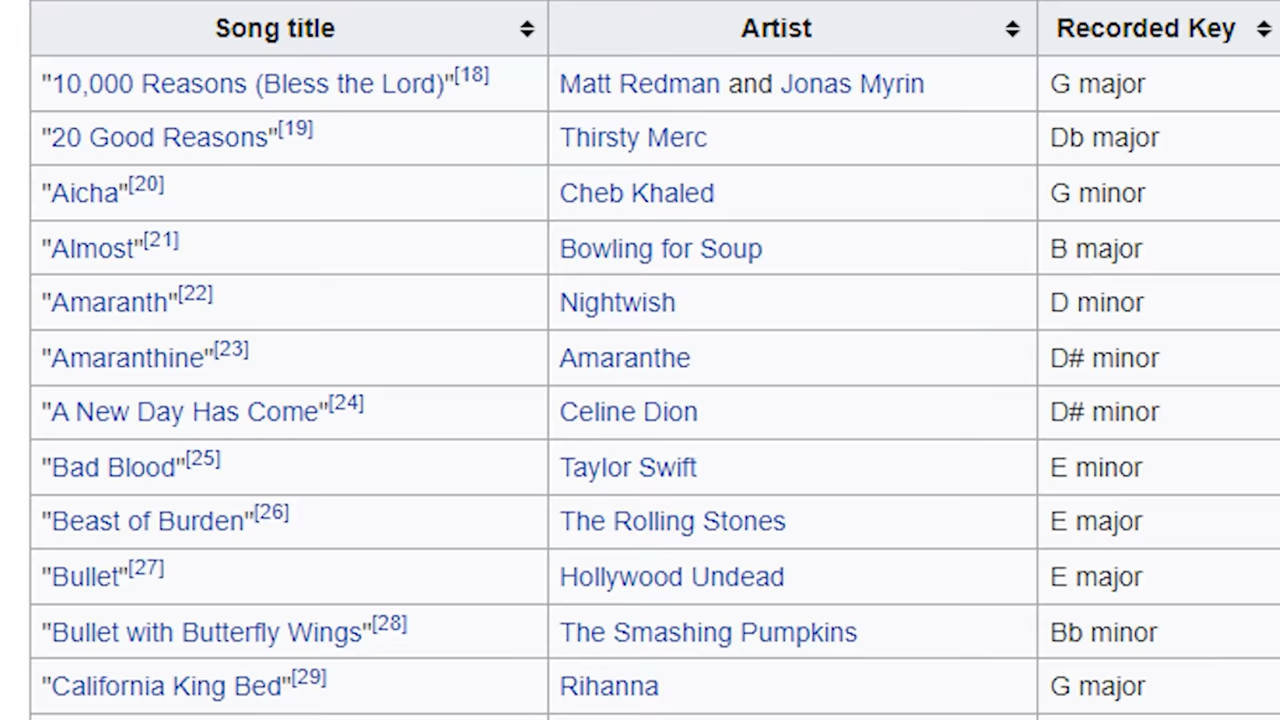 Song title Artist Recorded Key
"10,000 Reasons (Bless the Lord)"[18] Matt Redman and Jonas Myrin G major
"20 Good Reasons"[19] Thirsty Merc Db major
"Aicha"[20] Cheb Khaled G minor
"Almost"[21] Bowling for Soup B major
"Amaranth"[22] Nightwish D minor
"Amaranthine"[23] Amaranthe D# minor
"A New Day Has Come"[24] Celine Dion D# minor
"Bad Blood"[25] Taylor Swift E minor
"Beast of Burden"[26] The Rolling Stones E major
"Bullet"[27] Hollywood Undead E major
"Bullet with Butterfly Wings"[28] The Smashing Pumpkins Bb minor
"California King Bed"[29] Rihanna G major